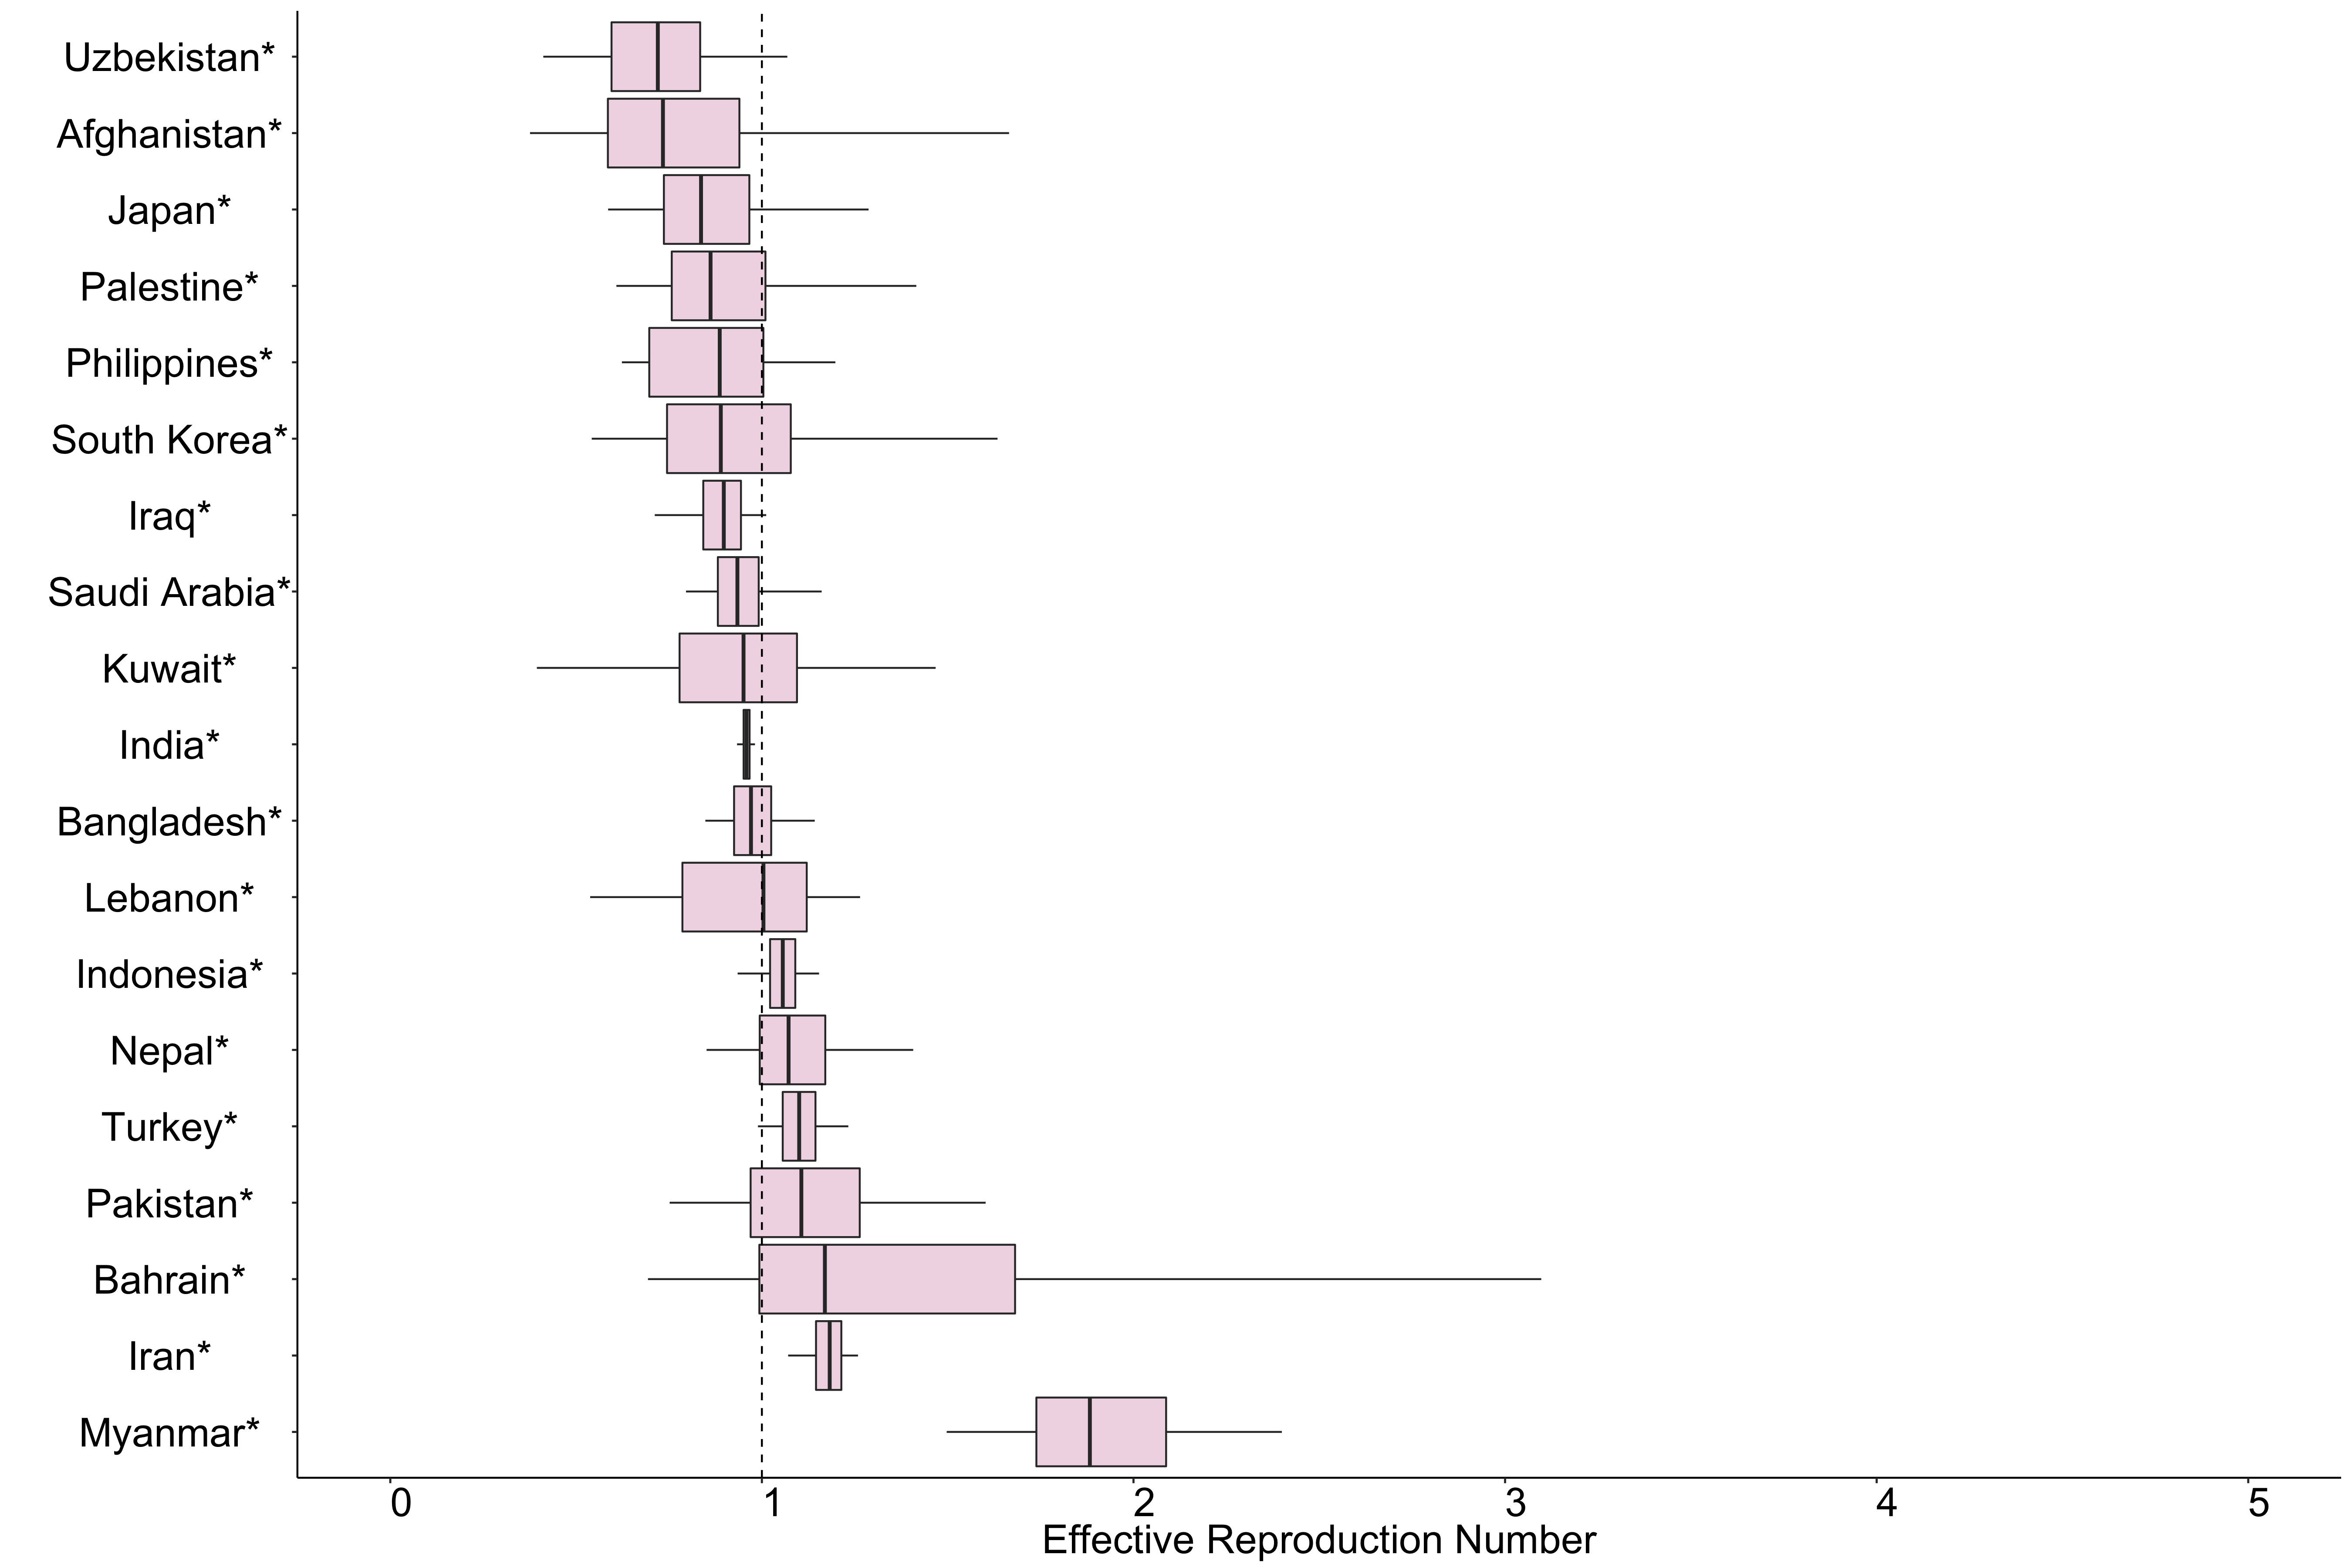 Uzbekistan*
Afghanistan*
Japan*
Palestine*
Philippines*
South Korea*
Iraq*
Saudi Arabia*
Kuwait*
India*
Bangladesh*
Lebanon*
Indonesia*
Nepal*
Turkey*
Pakistan*
Bahrain*
Iran*
Myanmar*
0 1 2 3 4 5
Effective Reproduction Number